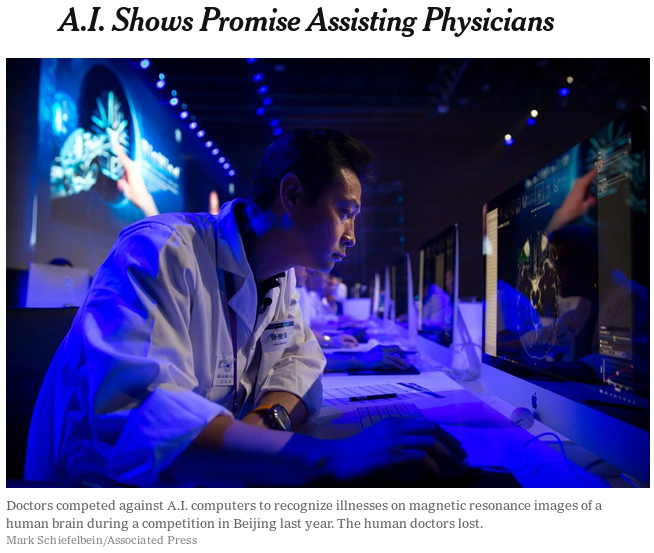 A.I. Shows Promise Assisting Physicians
Doctors competed against A.I. computers to recognize illnesses on magnetic resonance images of a
human brain during a competition in Beijing last year. The human doctors lost.
Mark Schiefelbein/Associated Press